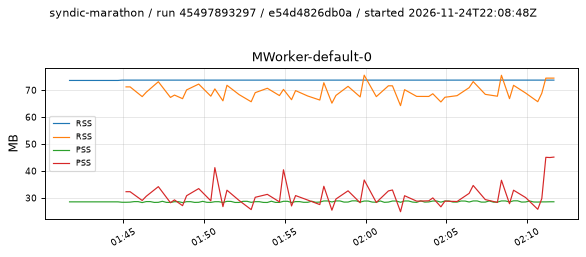 syndic-marathon / run 45497893297 / e54d4826db0a / started 2026-11-24T22:08:48Z
MWorker-default-0
MB
70
60
50
40
30
RSS
RSS
PSS
PSS
01:45
01:50
01:55
02:00
02:05
02:10